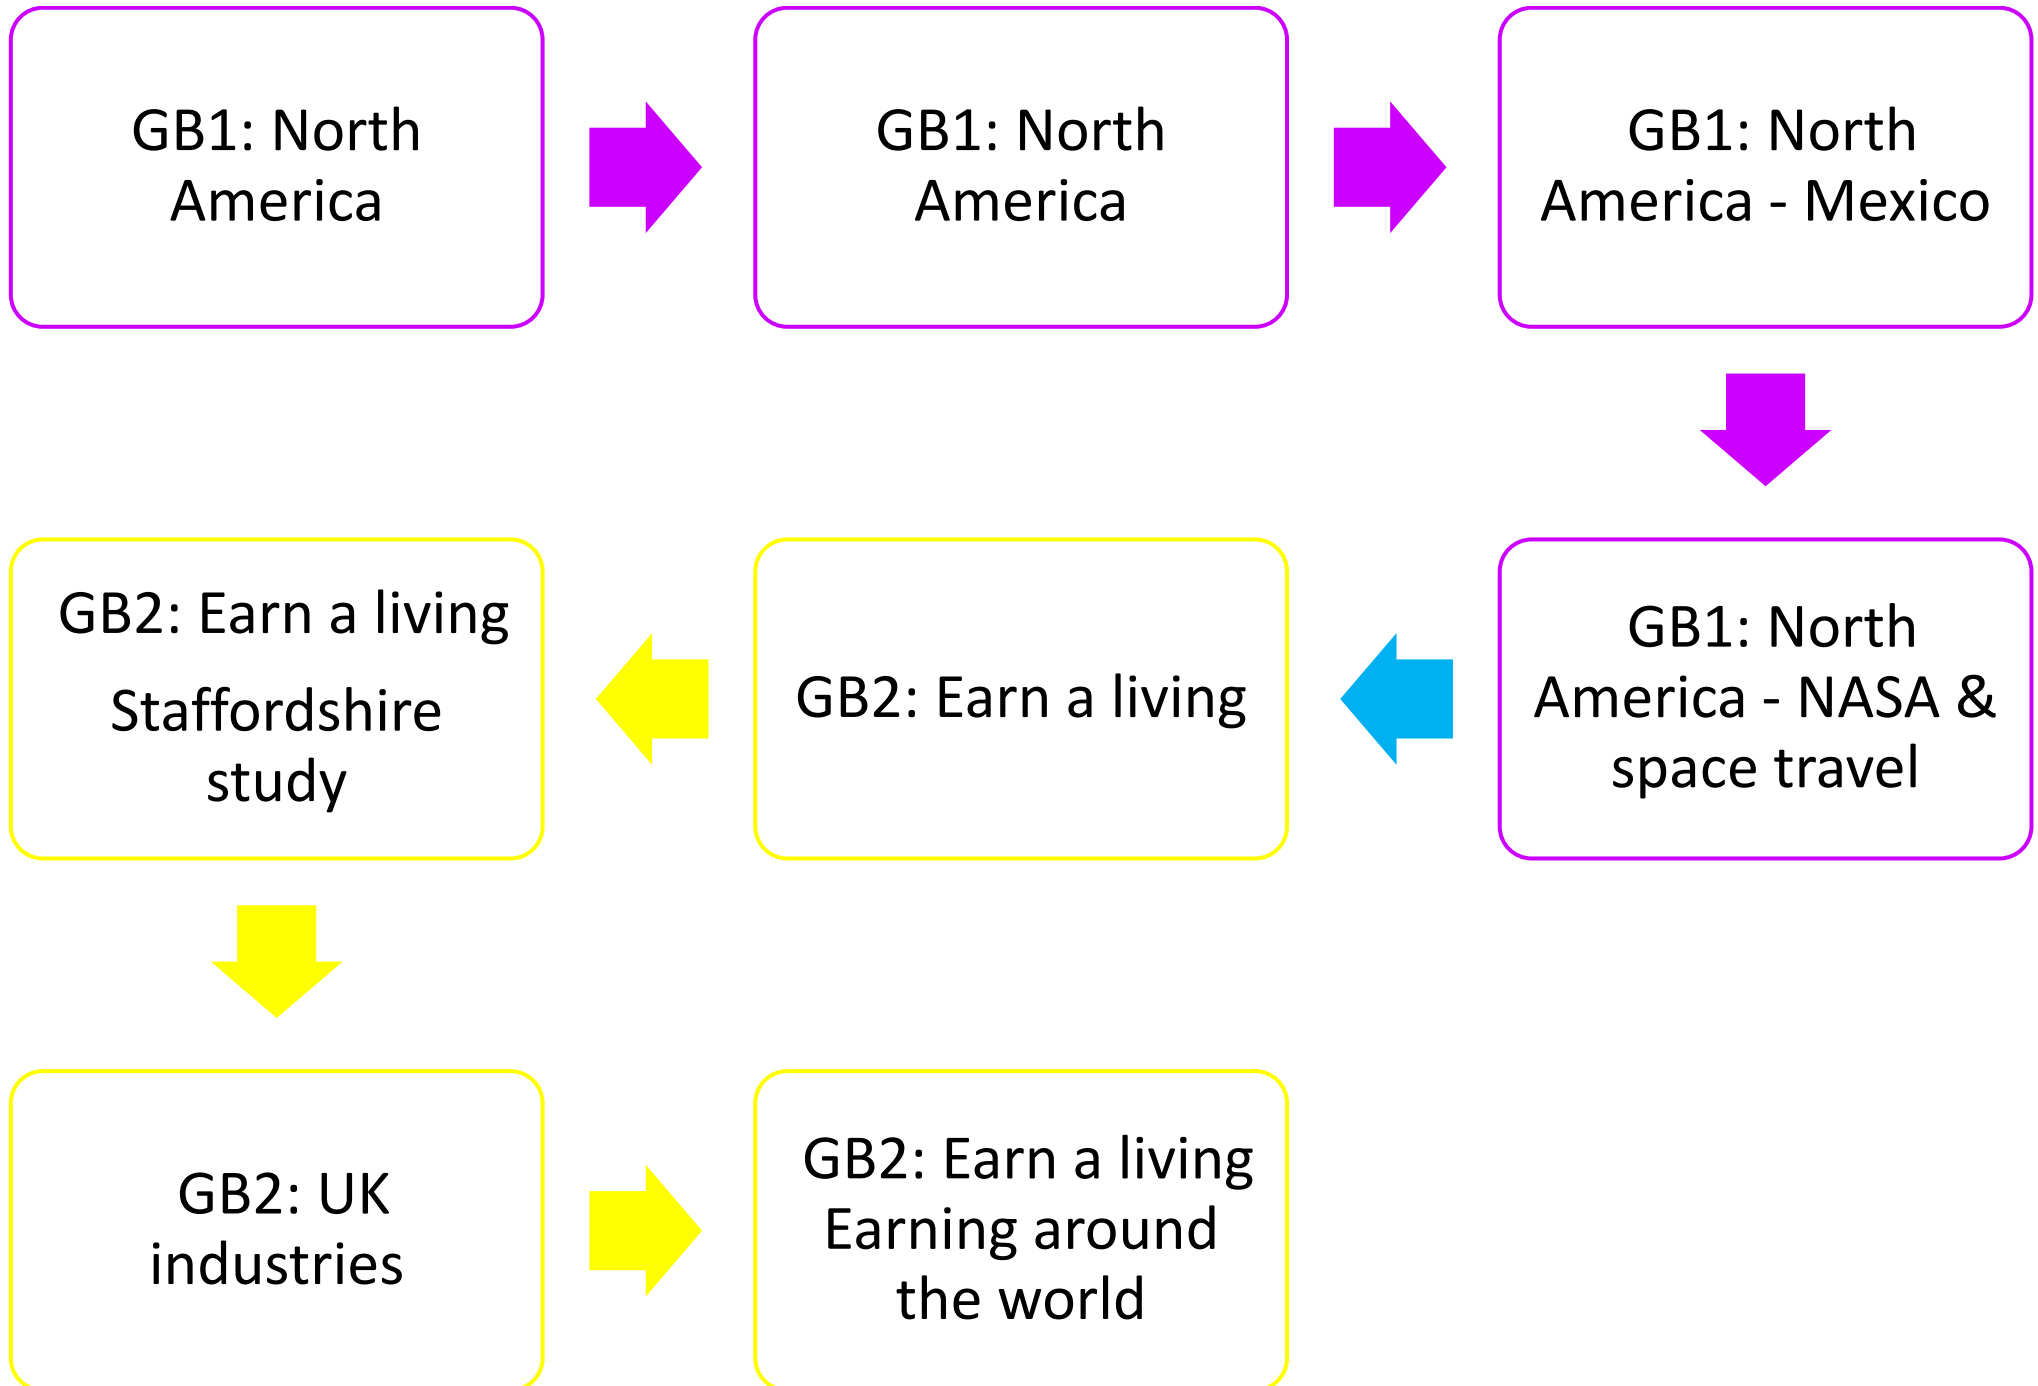 GB1: North
America
GB1: North
America
GB1: North
America - Mexico
GB1: North
America - NASA &
space travel
GB2: Earn a living
GB2: Earn a living
Staffordshire
study
GB2: UK
industries
GB2: Earn a living
Earning around
the world